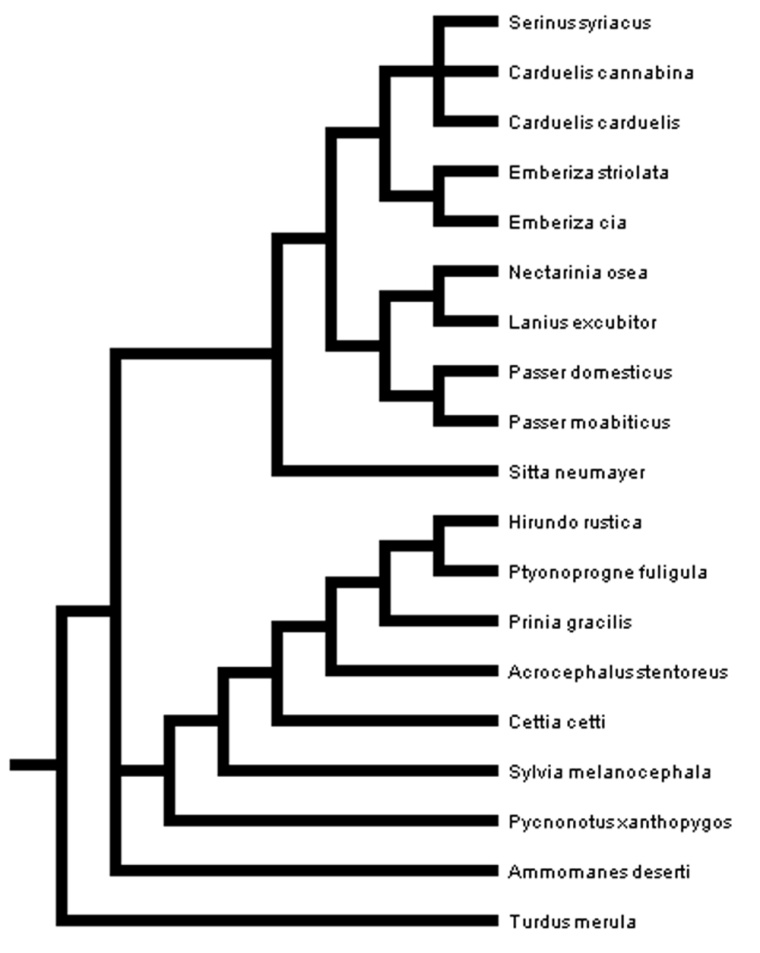 Serinus syriacus
Carduelis cannabina
Carduelis carduelis
Emberiza striolata
Emberiza cia
Nectarinia osea
Lanius excubitor
Passer domesticus
Passer moabiticus
Sitta neumayer
Hirundo rustica
Ptyonoprogne fuligula
Prinia gracilis
Acrocephalus stentoreus
Cettia cetti
Sylvia melanocephala
Pycnonotus xanthopygos
Ammomanes deserti
Turdus merula